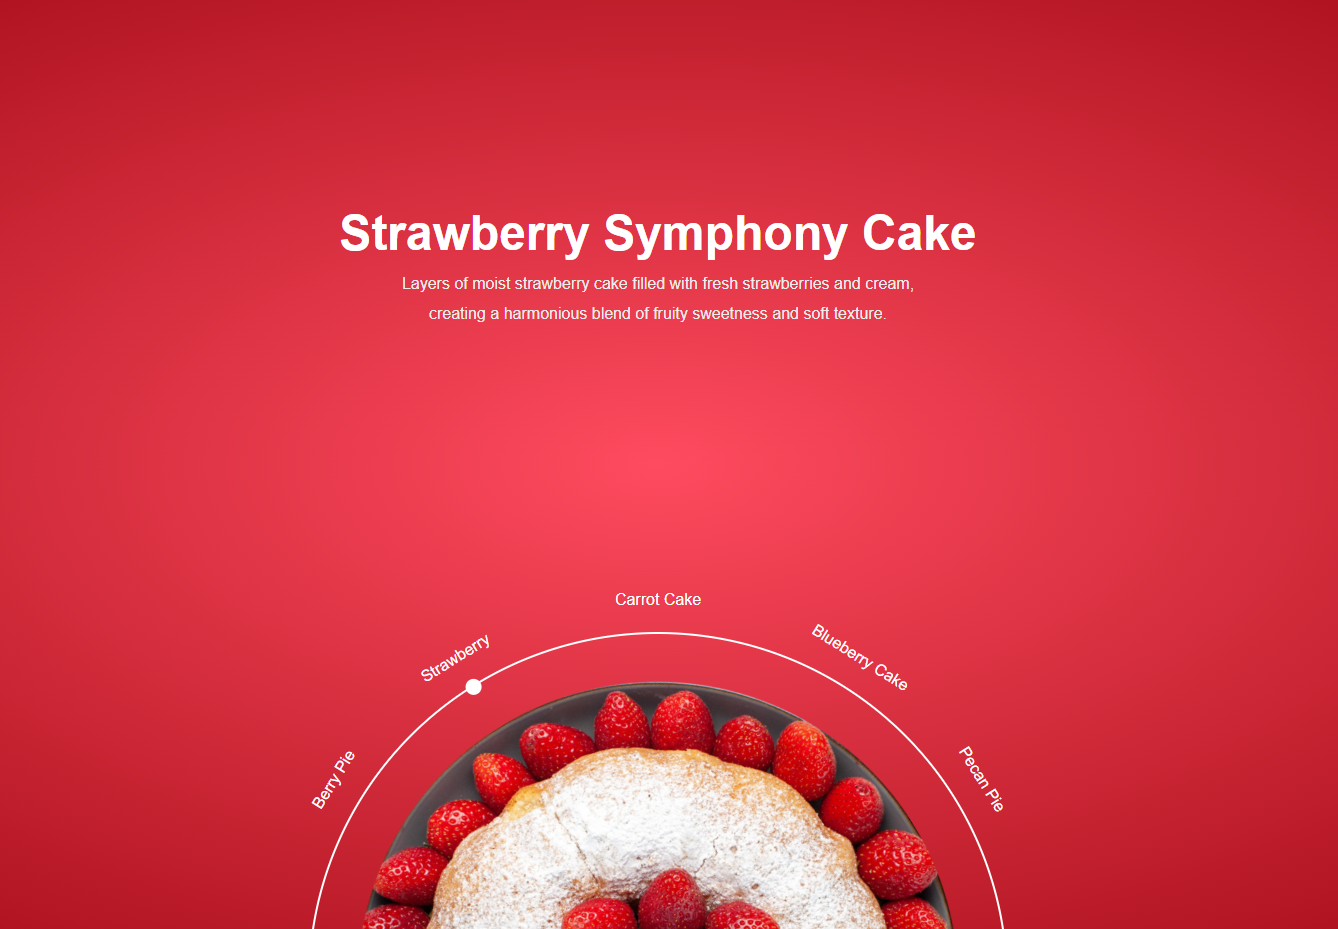 Strawberry Symphony Cake
Layers of moist strawberry cake filled with fresh strawberries and cream,
creating a harmonious blend of fruity sweetness and soft texture.
Berry Pie
Strawberry
Carrot Cake
Blueberry Cake
Pecan Pie